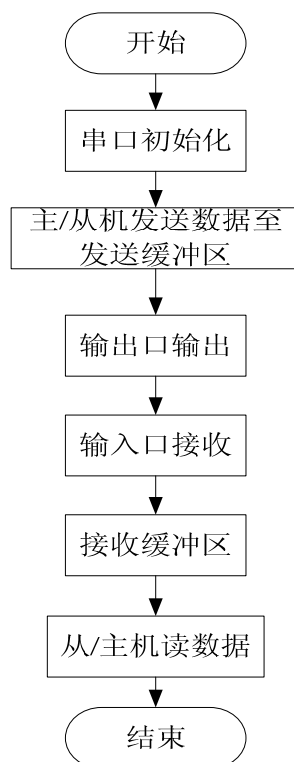 开始
串口初始化
主/从机发送数据至
发送缓冲区
输出口输出
输入口接收
接收缓冲区
从/主机读数据
结束